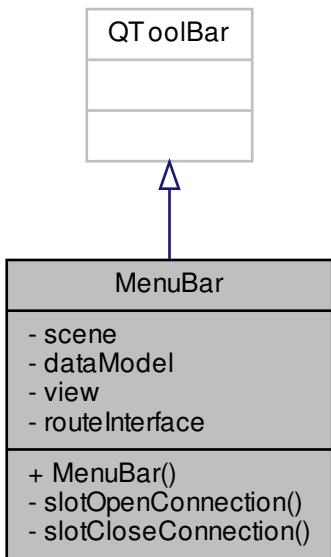 QToolBar
MenuBar
- scene
- dataModel
- view
- routeInterface
+ MenuBar()
- slotOpenConnection()
- slotCloseConnection()